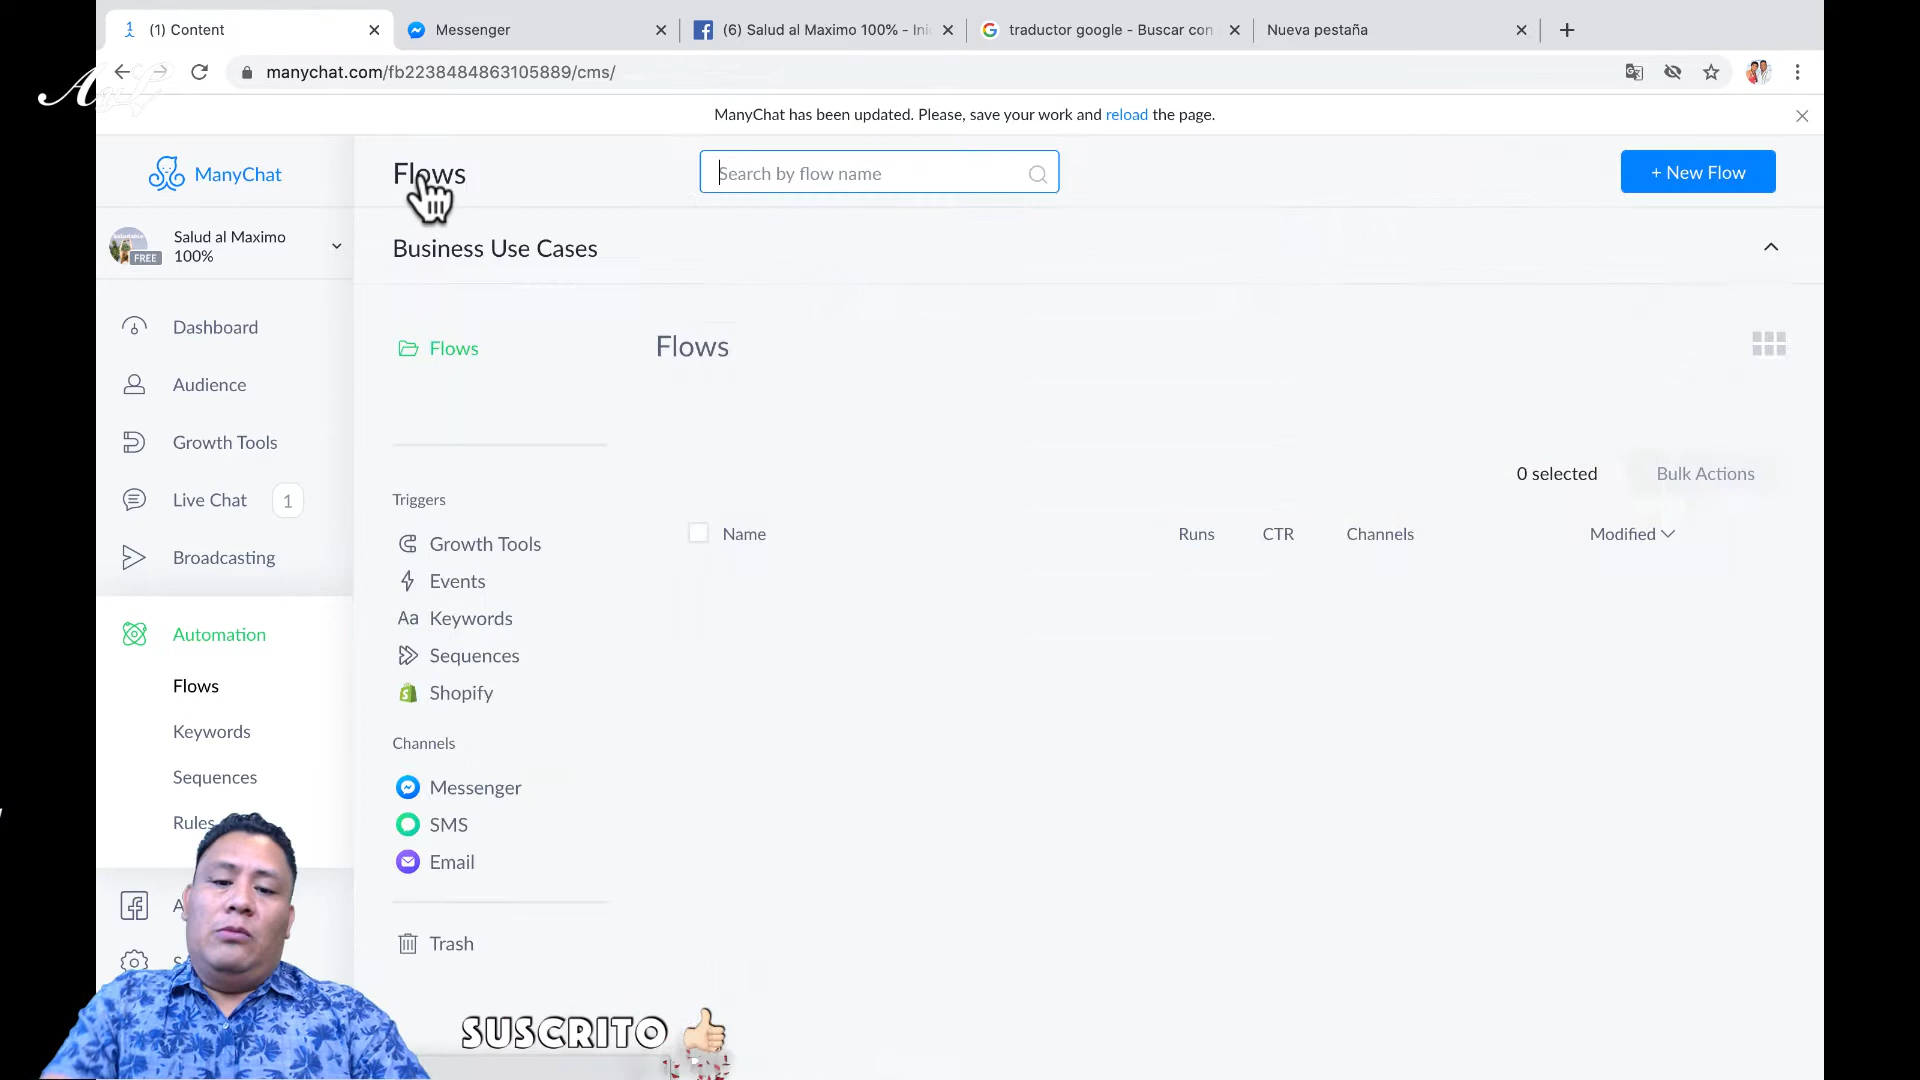 (1) Content
Messenger
(6) Salud al Maximo 100% - Ini
traductor google - Buscar con
Nueva pestaña
manychat.com/fb2238484863105889/cms/
ManyChat has been updated. Please, save your work and reload the page.
ManyChat
Flows
Search by flow name
+ New Flow
Salud al Maximo
100%
FREE
Business Use Cases
Dashboard
Audience
Growth Tools
Live Chat
1
Broadcasting
Automation
Flows
Keywords
Sequences
Rules
Flows
Triggers
Growth Tools
Events
Aa Keywords
Sequences
Shopify
Channels
Messenger
SMS
Email
Trash
Flows
0 selected
Bulk Actions
Name
Runs
CTR
Channels
Modified
SUSCRITO